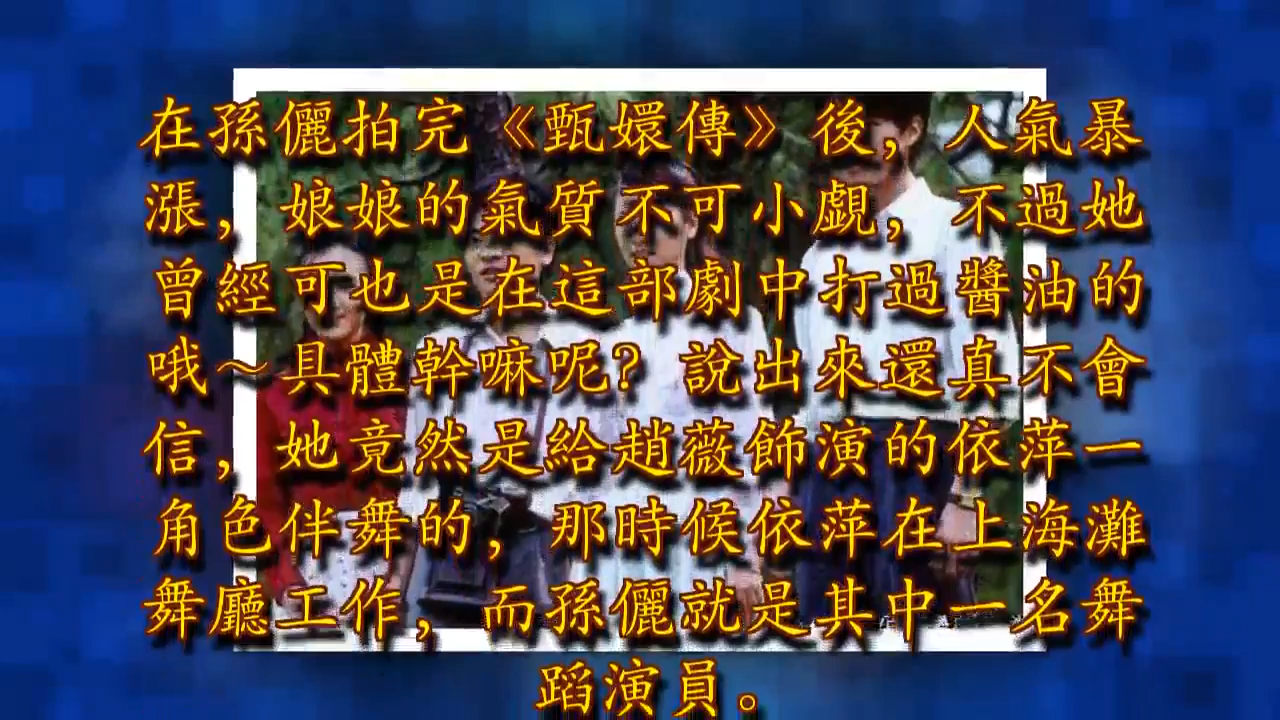 在孫儷拍完《甄嬛傳》後，人氣暴
漲，娘娘的氣質不可小覷，不過她
曾經可也是在這部劇中打過醬油的
哦～具體幹嘛呢？說出來還真不會
信，她竟然是給趙薇飾演的依萍一
角色伴舞的，那時候依萍在上海灘
舞廳工作，而孫儷就是其中一名舞
蹈演員。